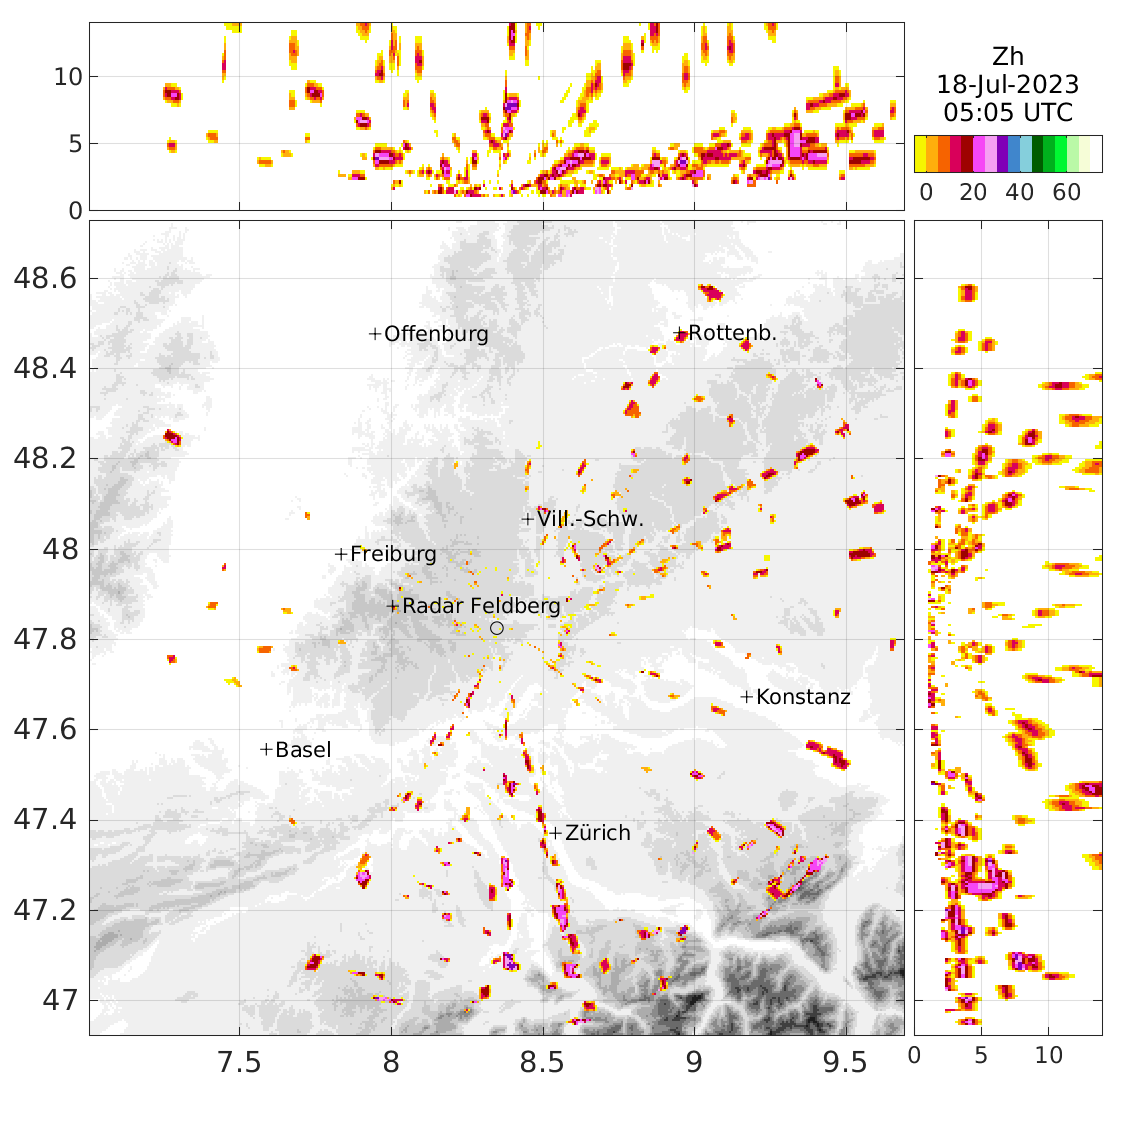 10
5
0
Zh
18-Jul-2023
05:05 UTC
0 20 40 60
48.6
48.4
48.2
48
47.8
47.6
47.4
47.2
47
+Offenburg
+Rottenb.
+Vill.-Schw.
+Freiburg
+Radar Feldberg
+Konstanz
+Basel
+Zürich
7.5 8 8.5 9 9.5
0 5 10